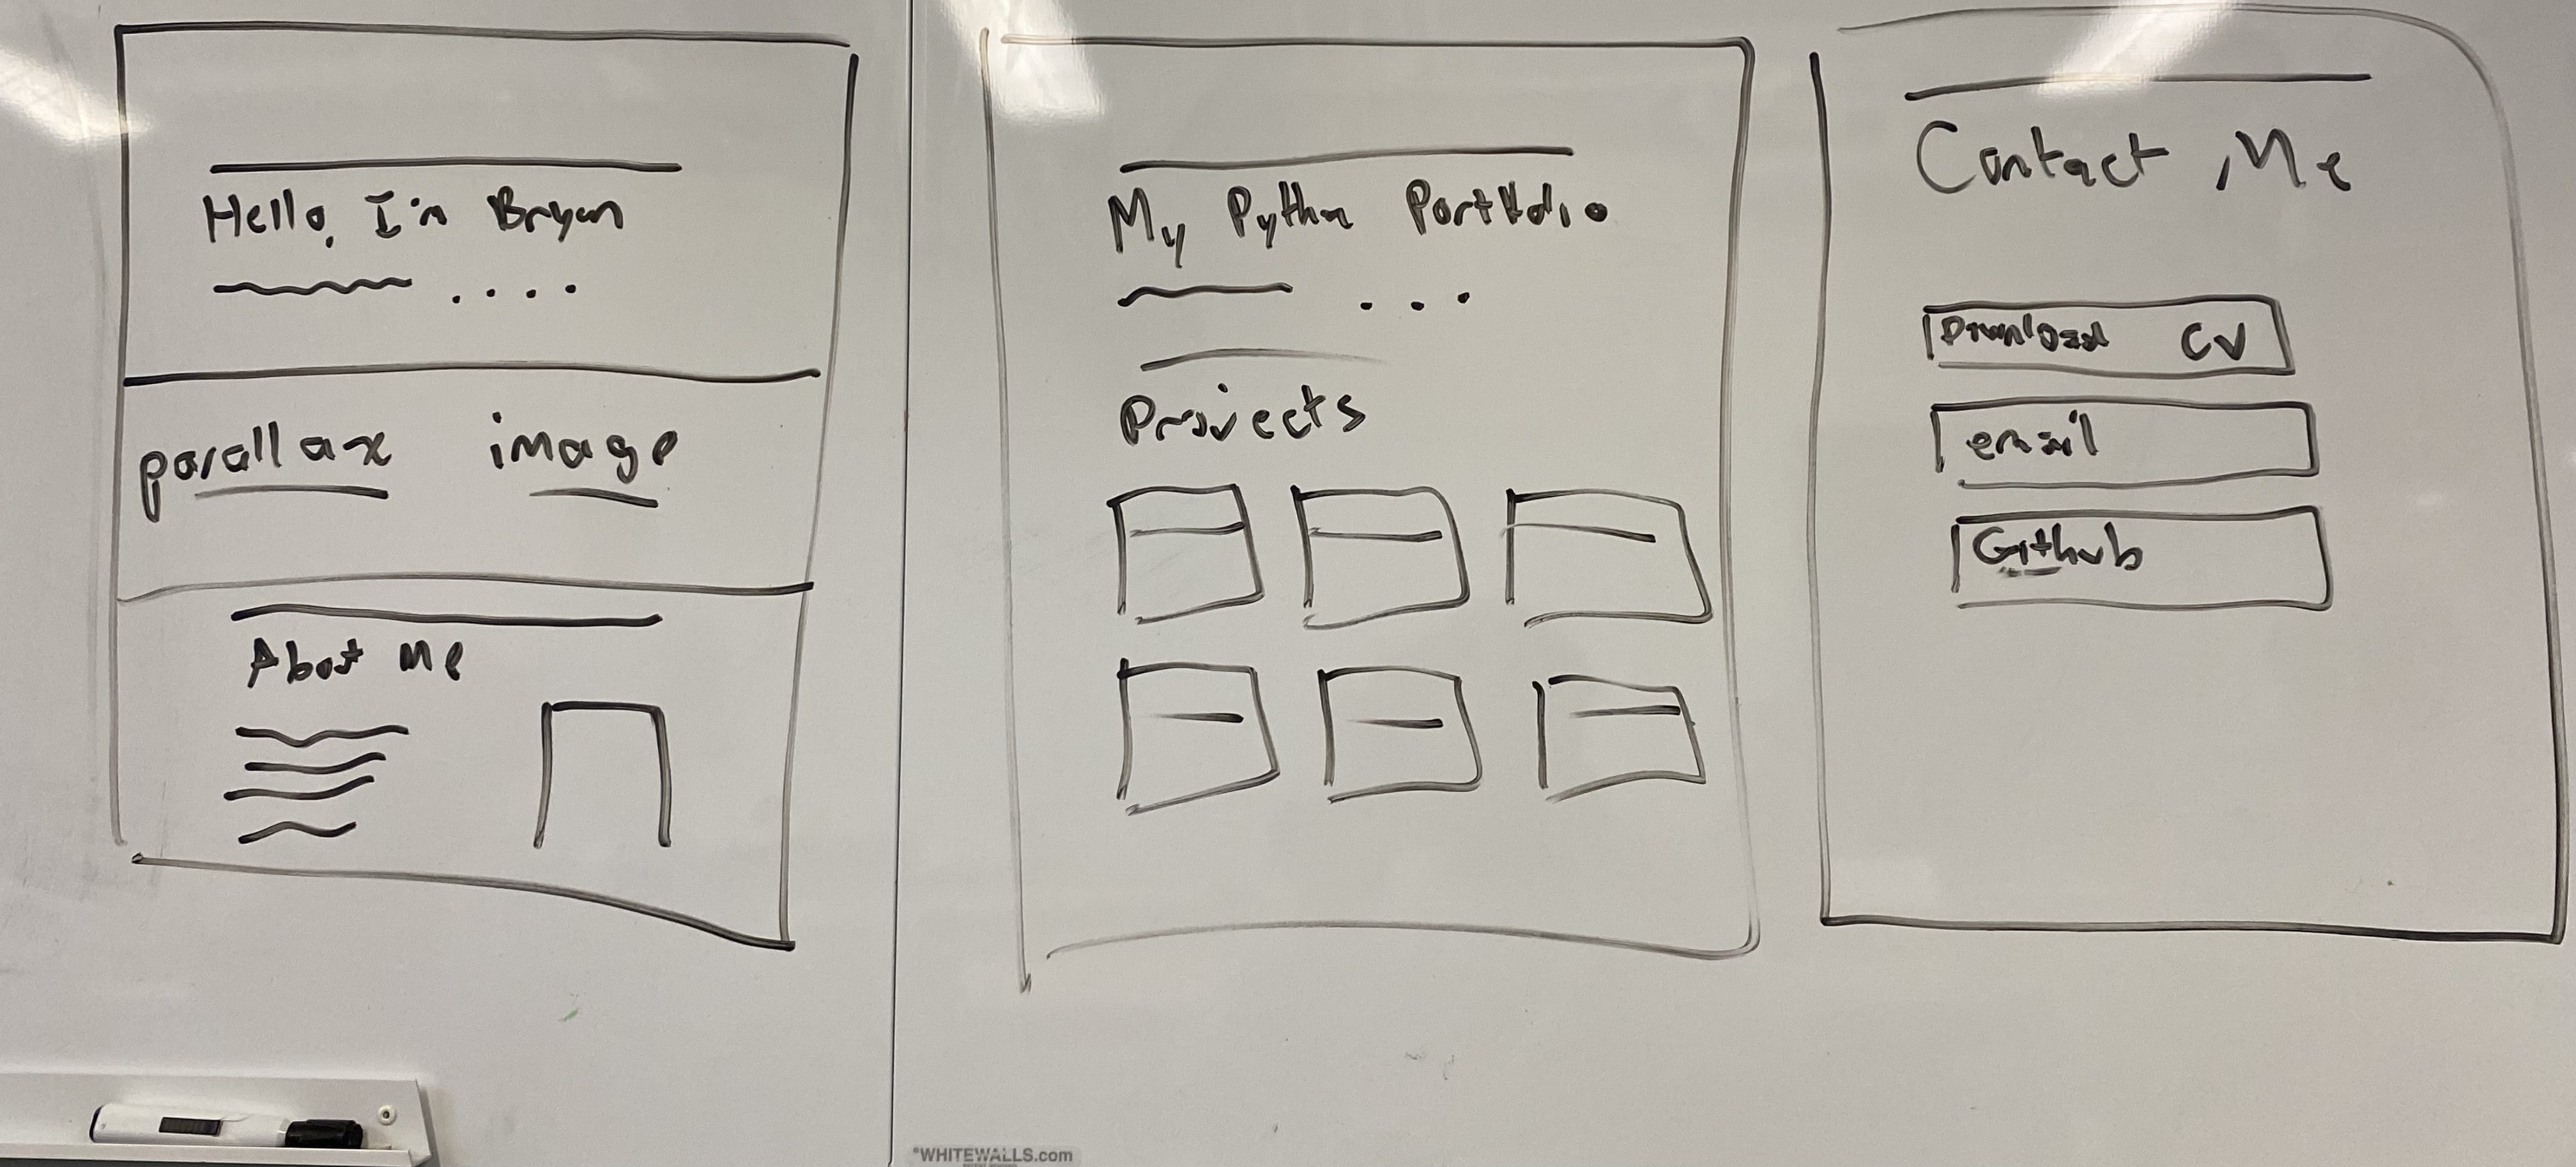 Hello, I'm Bryan
parallax image
About Me
My Python Portfolio
Projects
Contact Me
Download CV
email
Github
WHITEWALLS.com